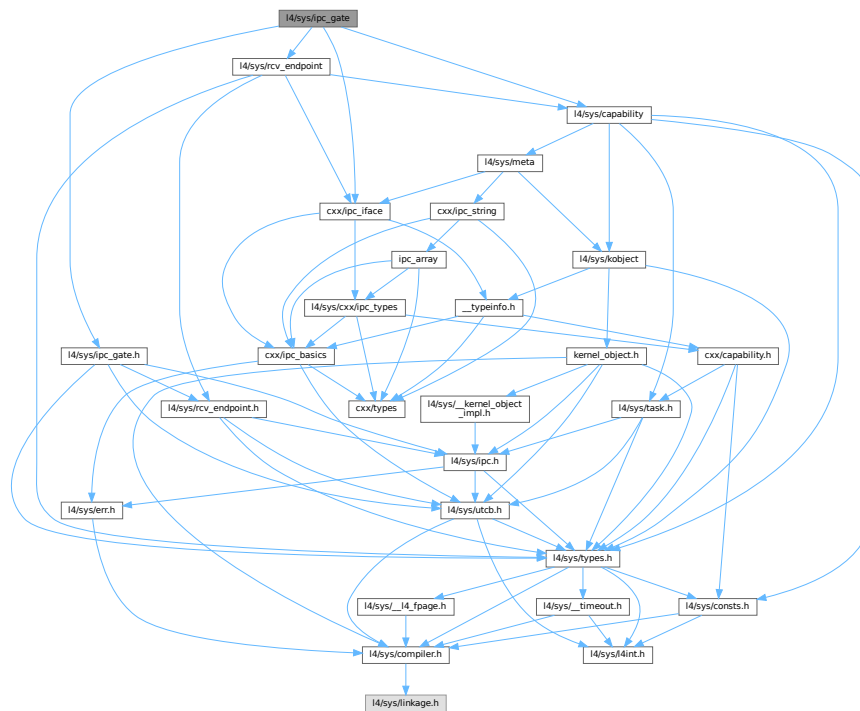 l4/sys/ipc_gate
l4/sys/rcv_endpoint
l4/sys/capability
l4/sys/meta
cxx/ipc_iface
cxx/ipc_string
ipc_array
l4/sys/kobject
l4/sys/cxx/ipc_types
__typeinfo.h
l4/sys/ipc_gate.h
cxx/ipc_basics
kernel_object.h
cxx/capability.h
l4/sys/rcv_endpoint.h
cxx/types
l4/sys/__kernel_object
_impl.h
l4/sys/task.h
l4/sys/ipc.h
l4/sys/err.h
l4/sys/utcb.h
l4/sys/types.h
l4/sys/__l4_fpage.h
l4/sys/__timeout.h
l4/sys/consts.h
l4/sys/compiler.h
l4/sys/l4int.h
l4/sys/linkage.h